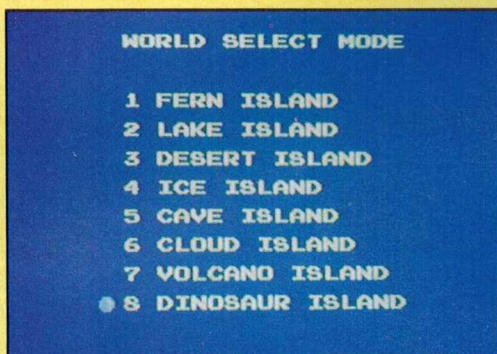 WORLD SELECT MODE
1 FERN ISLAND
2 LAKE ISLAND
3 DESERT ISLAND
4 ICE ISLAND
5 CAVE ISLAND
6 CLOUD ISLAND
7 VOLCANO ISLAND
8 DINOSAUR ISLAND